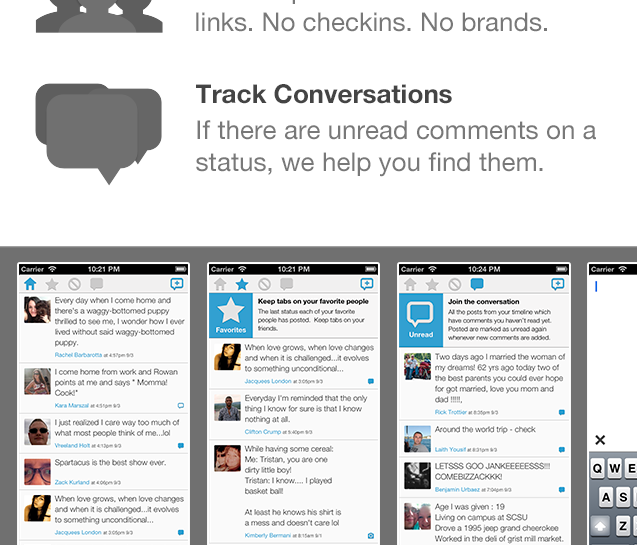 links. No checkins. No brands.
Track Conversations
If there are unread comments on a
status, we help you find them.
Carrier 10:21 PM
Every day when I come home and
there's a waggy-bottomed puppy
thrilled to see me, I wonder how I ever
lived without said waggy-bottomed
puppy.
Rachel Barbarotta at 4:57pm 9/3
I come home from work and Rowan
points at me and says " Momma!
Cook!"
Kara Marszal at 4:41pm 9/3
I just realized I care way too much of
what most people think of me...lol
Vreeland Holt at 4:13pm 9/3
Spartacus is the best show ever.
Zack Kurland at 4:06pm 9/3
When love grows, when love changes
and when it is challenged...it evolves
to something unconditional...
Jacquees London at 3:05pm 9/3
Carrier 10:21 PM
Favorites
Keep tabs on your favorite people
The last status each of your favorite
people has posted. Keep tabs on your
friends.
When love grows, when love changes
and when it is challenged...it evolves
to something unconditional...
Jacquees London at 3:05pm 9/3
Everyday I'm reminded that the only
thing I know for sure is that I know
nothing at all.
Clifton Grump at 5:40pm 9/3
While having some cereal:
Me: Tristan, you are one
dirty little boy!
Tristan: I know.... I played
basket ball!
At least he knows his shirt is
a mess and doesn't care lol
Kimberly Bermani at 8:15am 9/1
Carrier 10:24 PM
Unread
Join the conversation
All the posts from your timeline which
have comments you haven't read yet.
Posted are marked as unread again
whenever new comments are added.
Two days ago I married the woman of
my dreams! 62 yrs ago today two of
the best parents you could ever hope
for got married, love you mom and
dad !!!!!,
Rick Trottier at 8:35pm 9/3
Around the world trip - check
Laith Yousif at 8:31pm 9/3
LETSSS GOO JANKEEEEESSS!!!
COMEBIZZACKKK!
Benjamin Urbaez at 7:04pm 9/3
Age I was given : 19
Living on campus at SCSU
Drove a 1995 jeep grand cherokee
Worked in the deli of grist mill market.
Carrier
Q W E
A S
Z